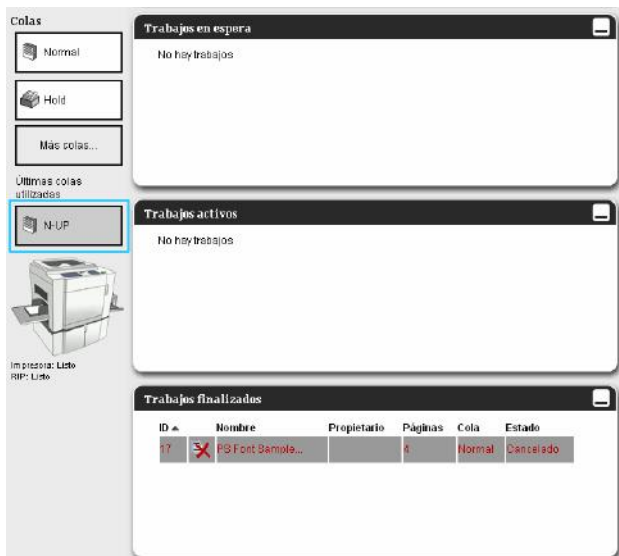 Colas
Normal
Hold
Más colas...
Últimas colas
utilizadas
N-UP
Impresora: Listo
RIP: Listo
Trabajos en espera
No hay trabajos
Trabajos activos
No hay trabajos
Trabajos finalizados
ID Nombre Propietario Páginas Cola Estado
17 PS Font Sample... 4 Normal Cancelado